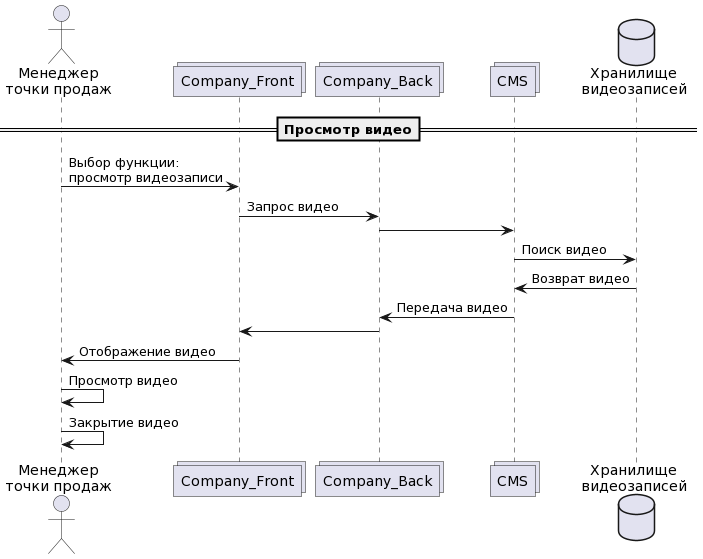 Менеджер
точки продаж
Company_Front
Company_Back
CMS
Хранилище
видеозаписей
Просмотр видео
Выбор функции:
просмотр видеозаписи
Запрос видео
Поиск видео
Возврат видео
Передача видео
Отображение видео
Просмотр видео
Закрытие видео
Менеджер
точки продаж
Company_Front
Company_Back
CMS
Хранилище
видеозаписей